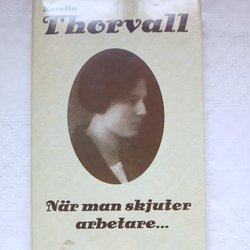 Kerstin
Thorvall
När man skjuter
arbetare...